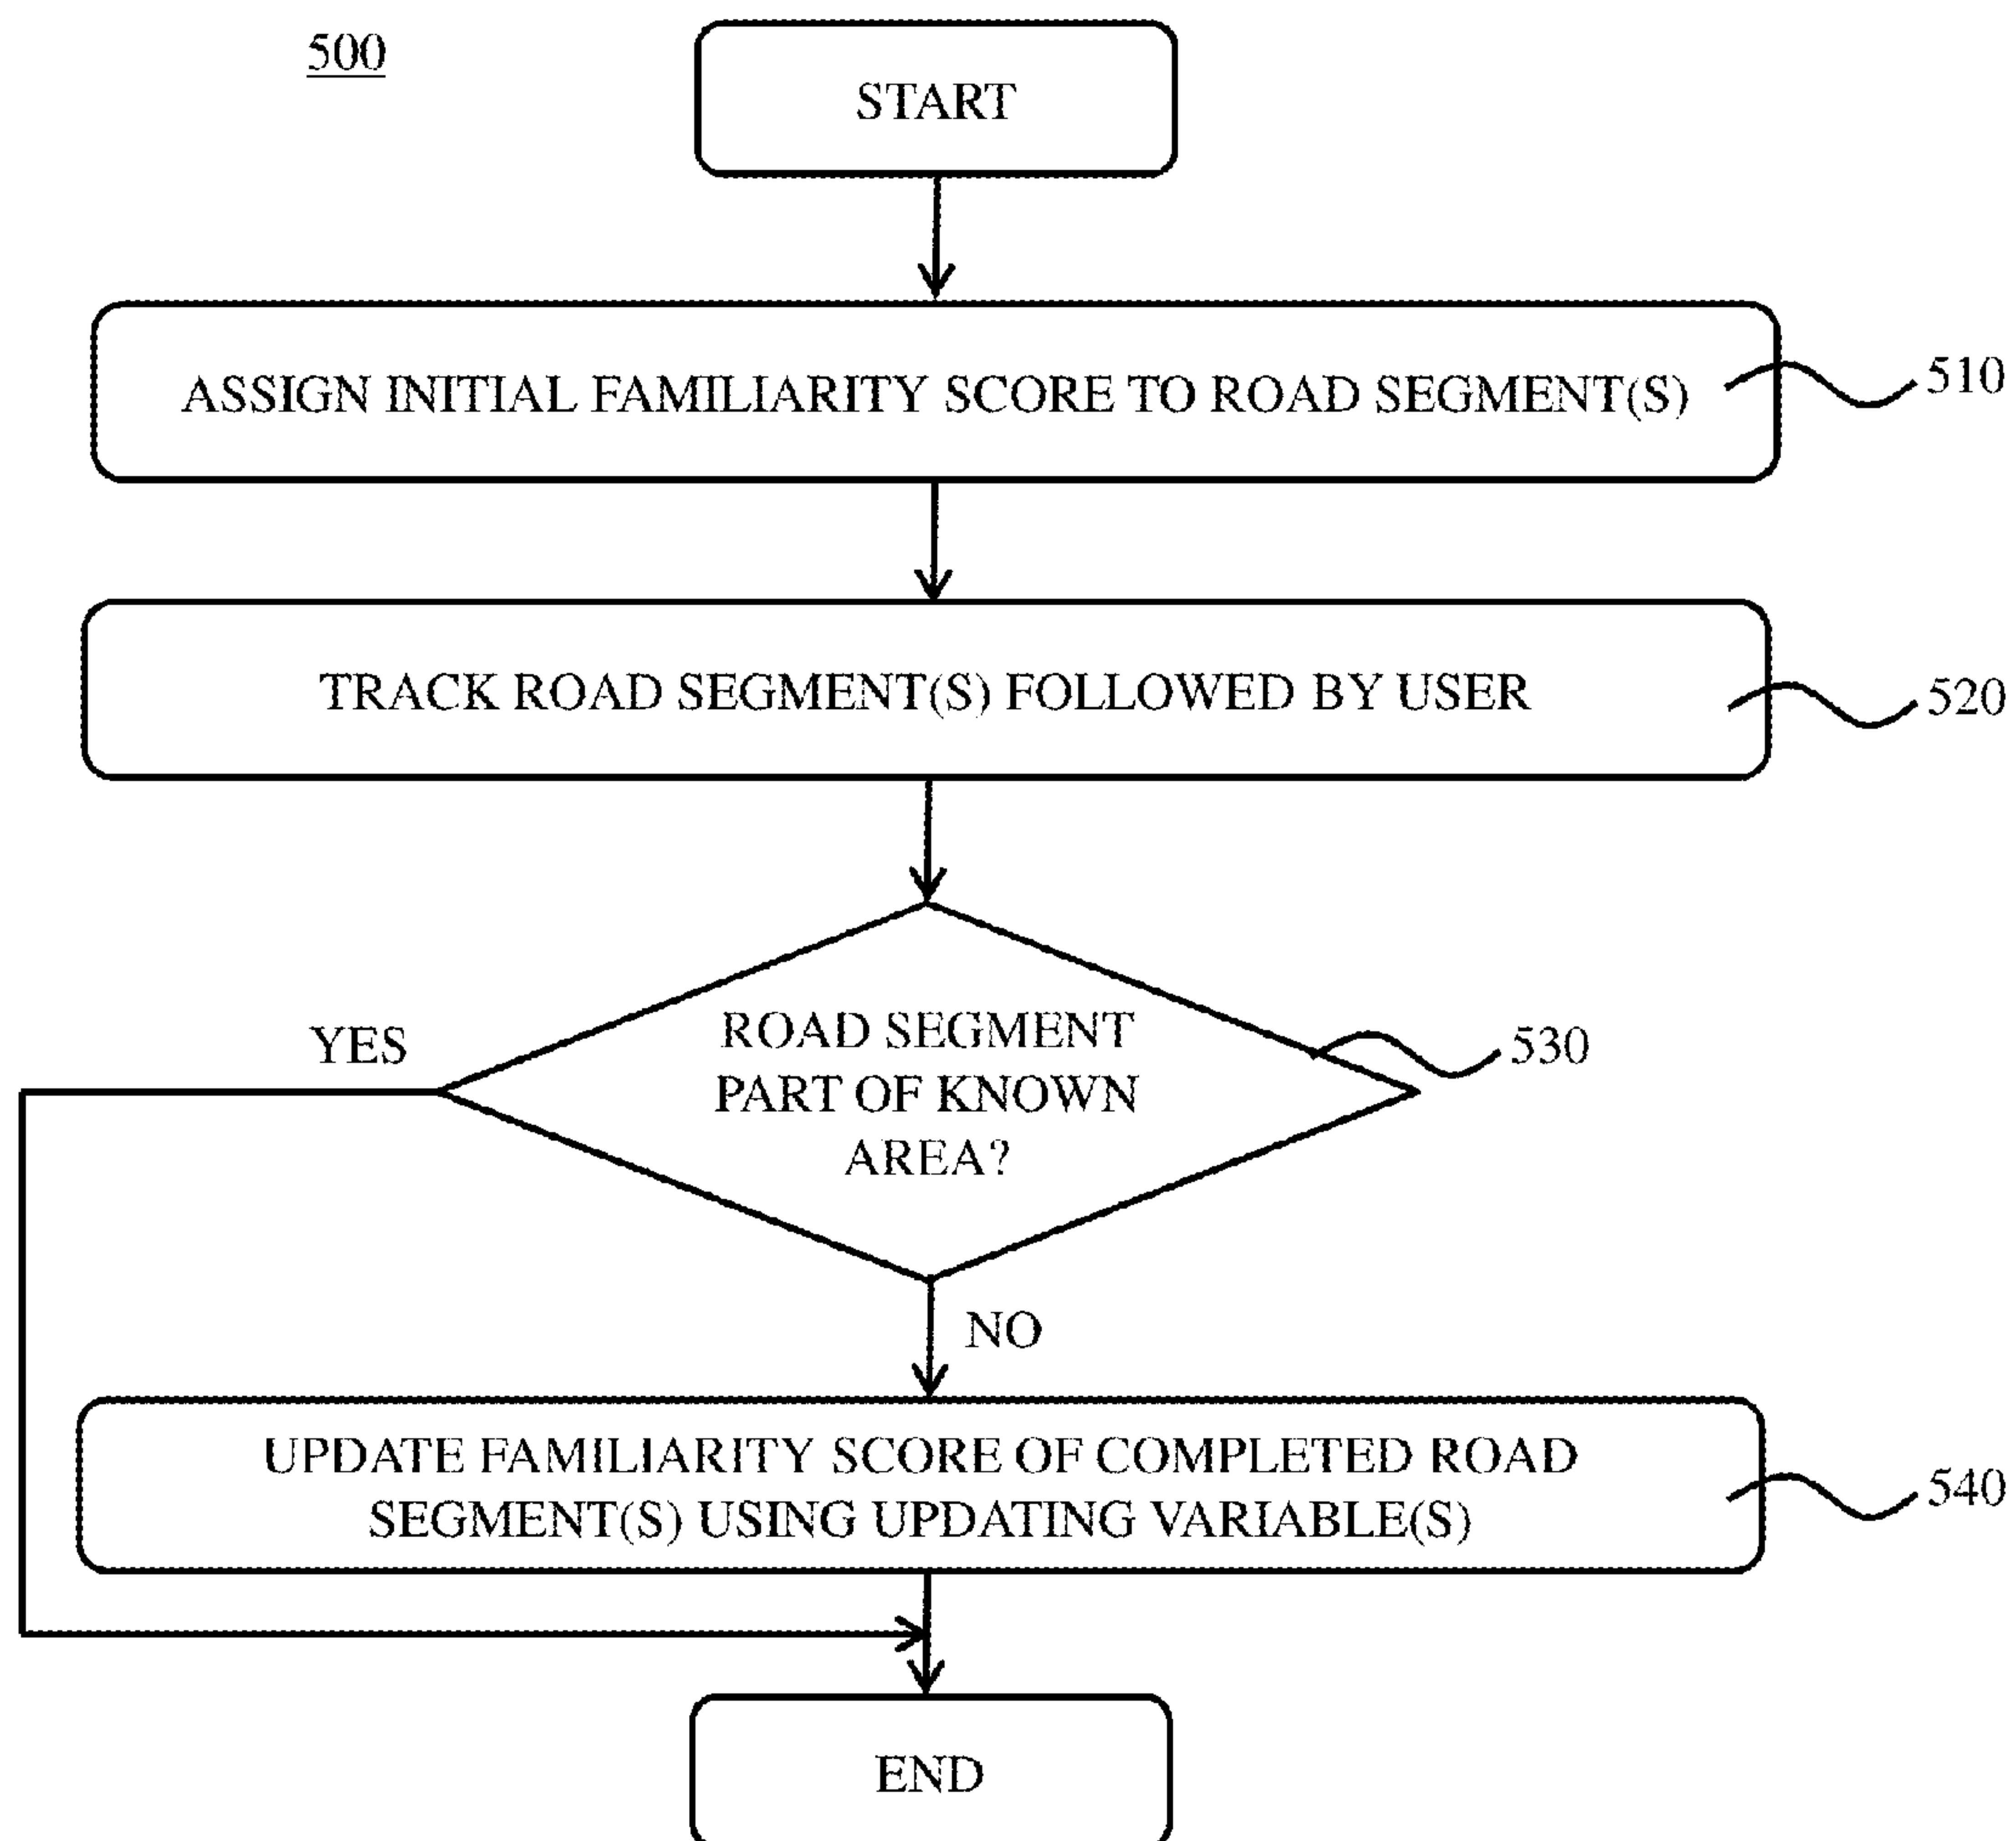 500
START
ASSIGN INITIAL FAMILIARITY SCORE TO ROAD SEGMENT(S)
510
TRACK ROAD SEGMENT(S) FOLLOWED BY USER
520
YES
ROAD SEGMENT
PART OF KNOWN
AREA?
530
NO
UPDATE FAMILIARITY SCORE OF COMPLETED ROAD
SEGMENT(S) USING UPDATING VARIABLE(S)
540
END